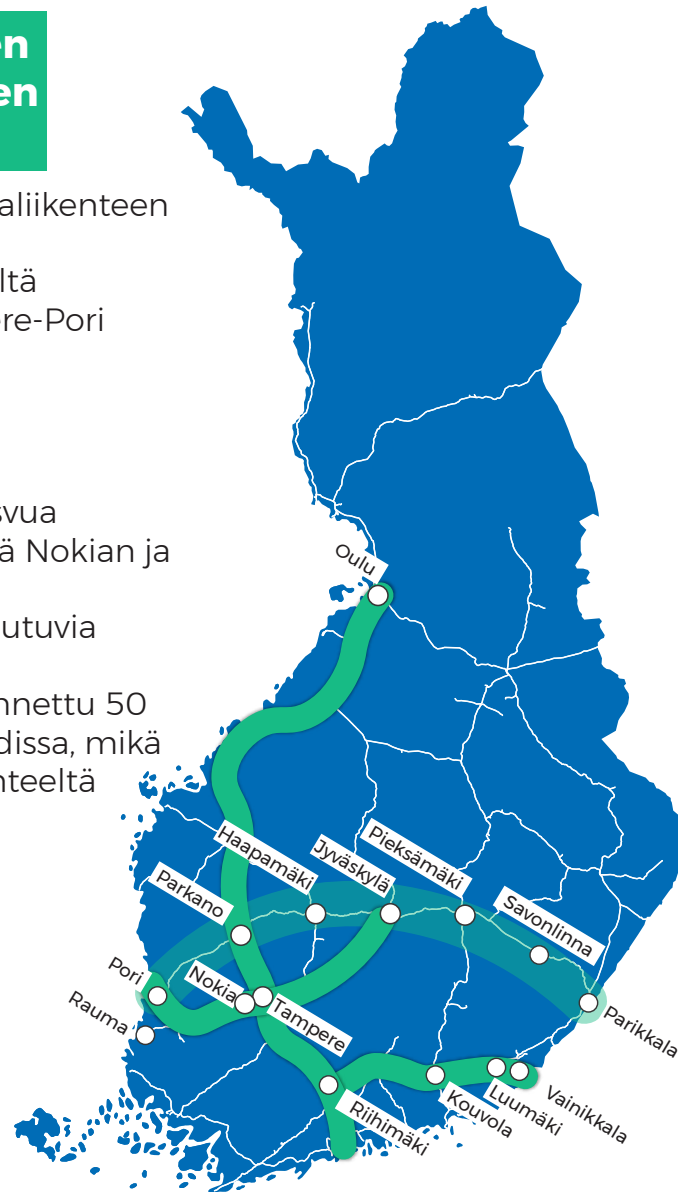 en
en
aliikenteen
ltä
re-Pori
svua
ä Nokian ja
utuvia
nnettu 50
dissa, mikä
nteeltä
Oulu
Haapamäki
Jyväskylä
Pieksämäki
Parkano
Savonlinna
Pori
Nokia
Rauma
Tampere
Parikkala
Riihimäki
Kouvola
Luumäki
Vainikkala